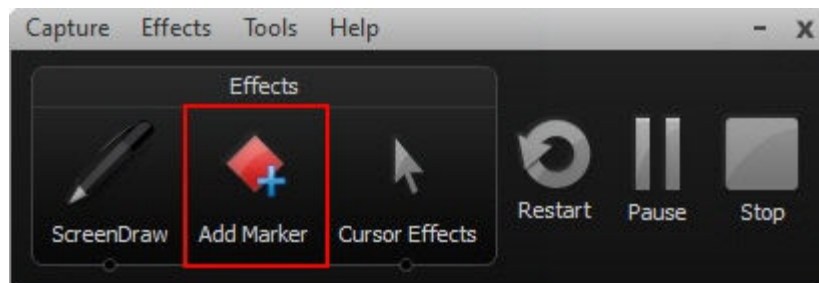 Capture Effects Tools Help
Effects
ScreenDraw Add Marker Cursor Effects
Restart Pause Stop